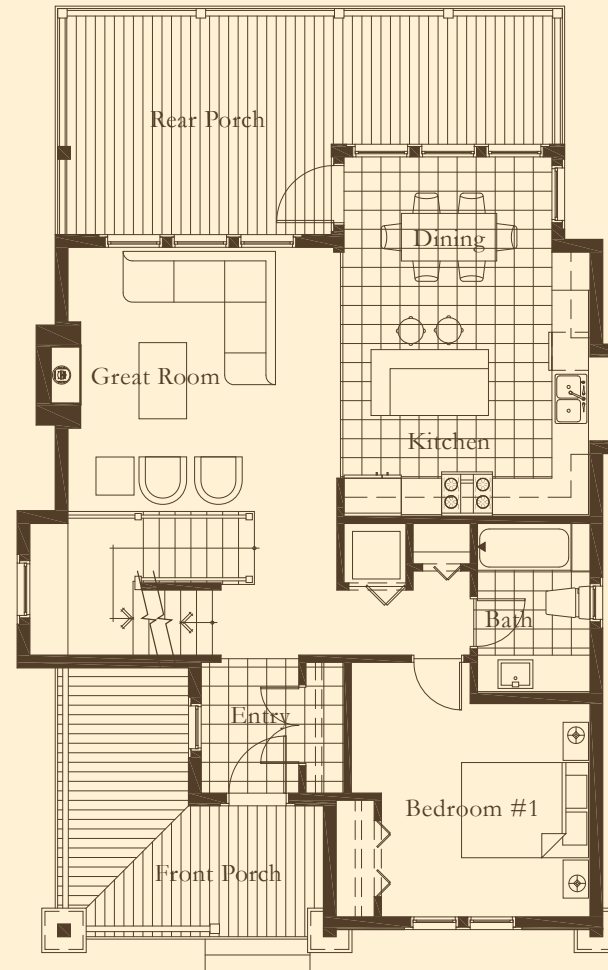 Rear Porch
Dining
Great Room
Kitchen
Bath
Entry
Bedroom #1
Front Porch